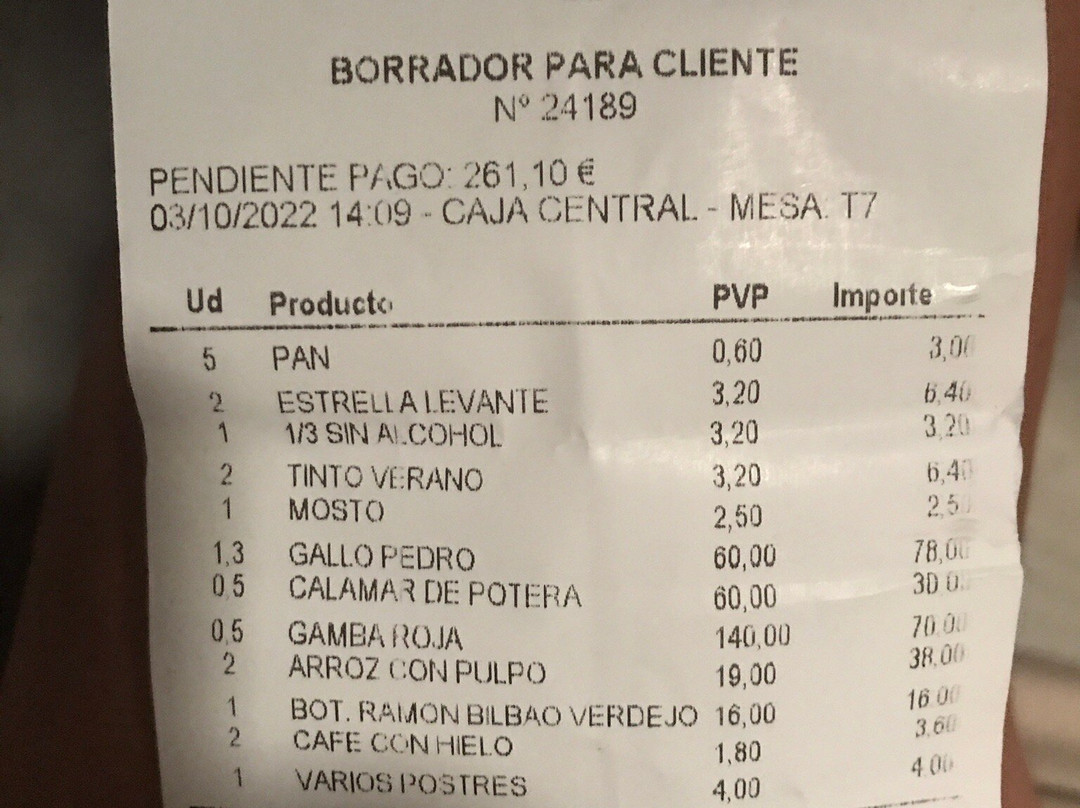 BORRADOR PARA CLIENTE
Nº 24189
PENDIENTE PAGO: 261,10 €
03/10/2022 14:09 - CAJA CENTRAL - MESA: T7
Ud Producto PVP Importe
5 PAN 0,60 3,00
2 ESTRELLA LEVANTE 3,20 6,40
1 1/3 SIN ALCOHOL 3,20 3,20
2 TINTO VERANO 3,20 6,40
1 MOSTO 2,50 2,50
1,3 GALLO PEDRO 60,00 78,00
0,5 CALAMAR DE POTERA 60,00 30,00
0,5 GAMBA ROJA 140,00 70,00
2 ARROZ CON PULPO 19,00 38,00
1 BOT. RAMON BILBAO VERDEJO 16,00 16,00
2 CAFE CON HIELO 1,80 3,60
1 VARIOS POSTRES 4,00 4,00